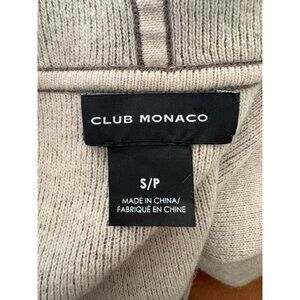 CLUB MONACO
S/P
MADE IN CHINA/
FABRIQUÉ EN CHINE